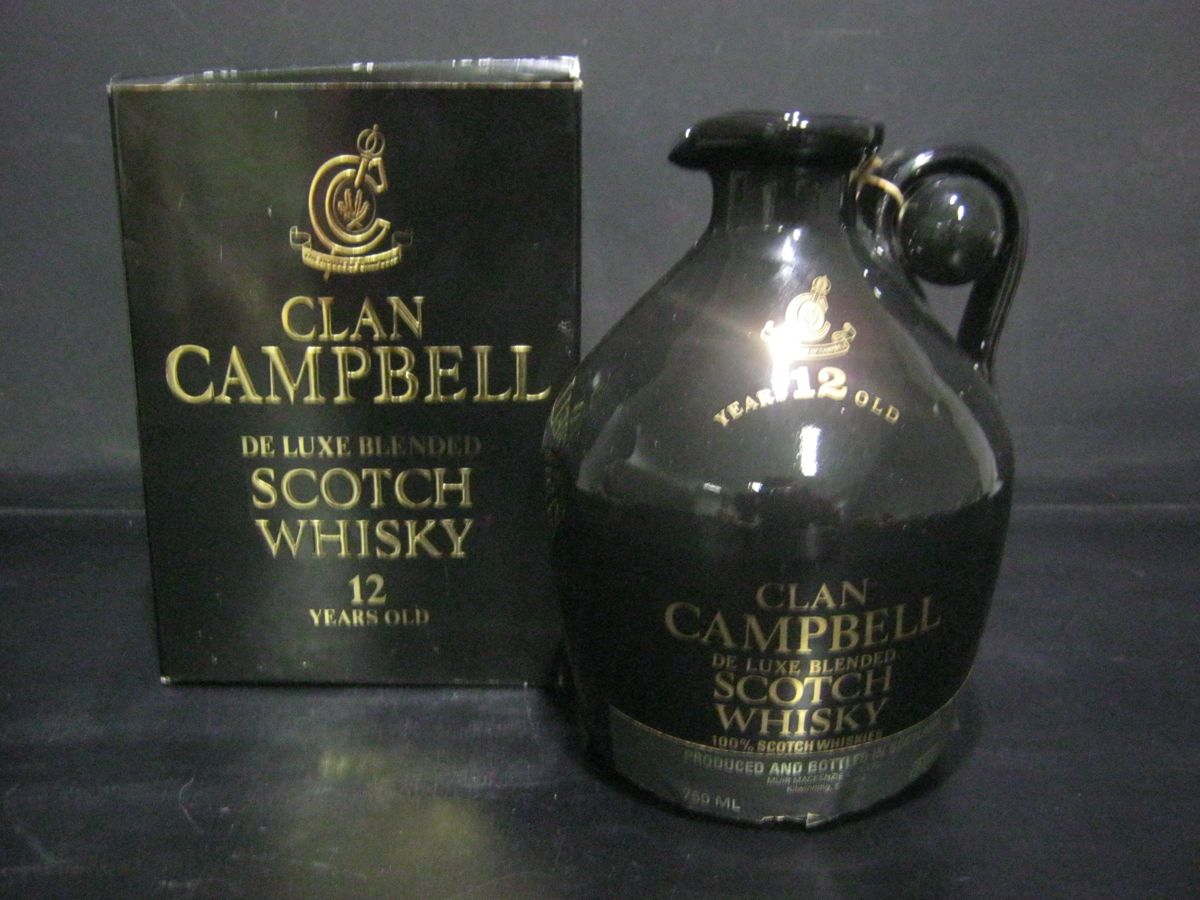 CLAN
CAMPBELL
DE LUXE BLENDED
SCOTCH
WHISKY
12
YEARS OLD
YEARS 12 OLD
CLAN
CAMPBELL
DE LUXE BLENDED
SCOTCH
WHISKY
100% SCOTCH WHISKIES
PRODUCED AND BOTTLED IN
750 ML